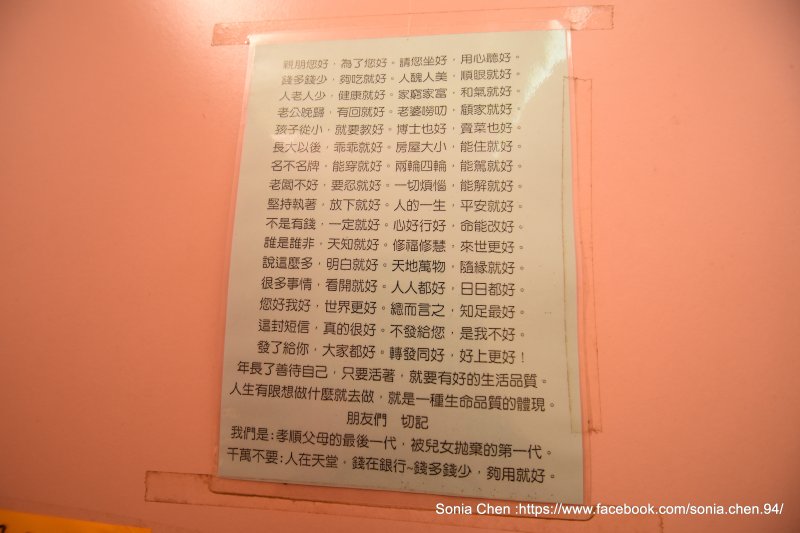 親朋您好，為了您好。請您坐好，用心聽好。
錢多錢少，夠吃就好。人醜人美，順眼就好。
人老人少，健康就好。家窮家富，和氣就好。
老公晚歸，有回就好。老婆嘮叨，顧家就好。
孩子從小，就要教好。博士也好，賣菜也好。
長大以後，乖乖就好。房屋大小，能住就好。
名不名牌，能穿就好。兩輪四輪，能駕就好。
老闆不好，要忍就好。一切煩惱，能解就好。
堅持執著，放下就好。人的一生，平安就好。
不是有錢，一定就好。心好行好，命能改好。
誰是誰非，天知就好。修福修慧，來世更好。
說這麼多，明白就好。天地萬物，隨緣就好。
很多事情，看開就好。人人都好，日日都好。
您好我好，世界更好。總而言之，知足最好。
這封短信，真的很好。不發給您，是我不好。
發了給你，大家都好。轉發同好，好上更好！
年長了善待自己，只要活著，就要有好的生活品質。
人生有限想做什麼就去做，就是一種生命品質的體現。
朋友們　切記
我們是:孝順父母的最後一代，被兒女拋棄的第一代。
千萬不要:人在天堂，錢在銀行~錢多錢少，夠用就好。
Sonia Chen :https://www.facebook.com/sonia.chen.94/